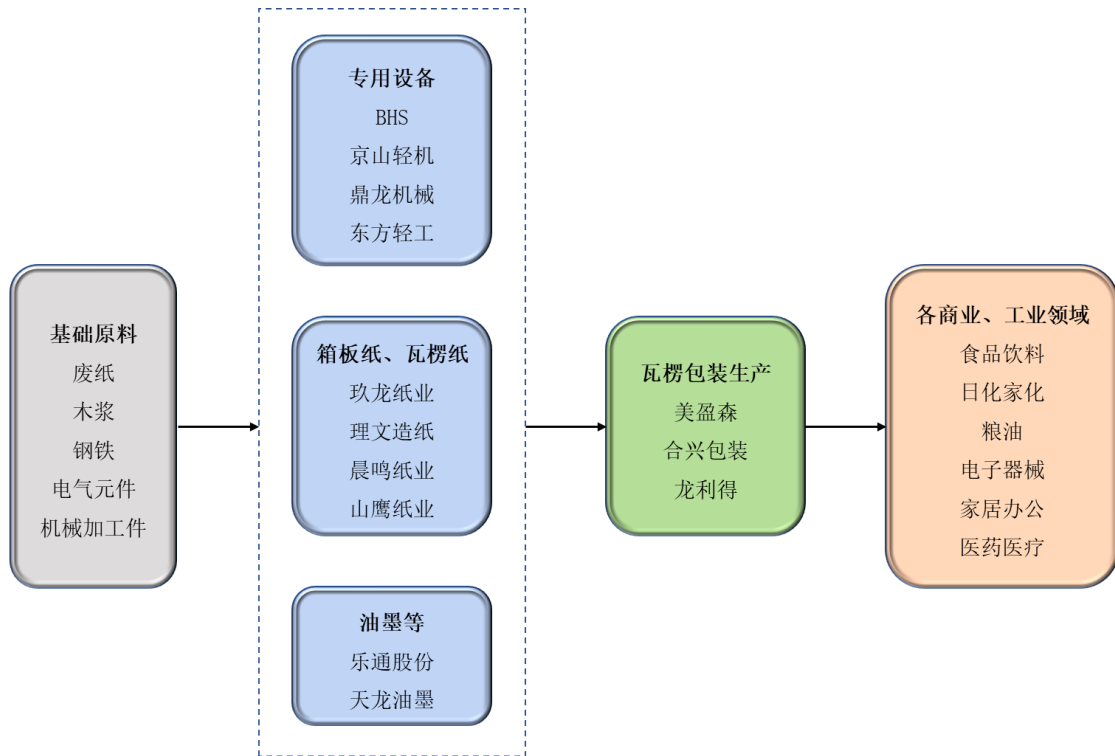 基础原料
废纸
木浆
钢铁
电气元件
机械加工件
专用设备
BHS
京山轻机
鼎龙机械
东方轻工
箱板纸、瓦楞纸
玖龙纸业
理文造纸
晨鸣纸业
山鹰纸业
油墨等
乐通股份
天龙油墨
瓦楞包装生产
美盈森
合兴包装
龙利得
各商业、工业领域
食品饮料
日化家化
粮油
电子器械
家居办公
医药医疗